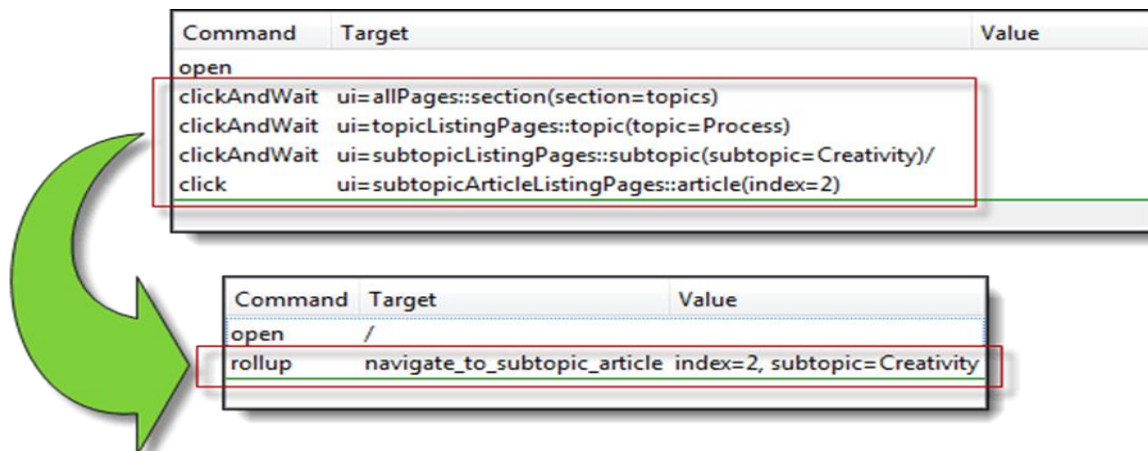 Command Target Value
open
clickAndWait ui=allPages::section(section=topics)
clickAndWait ui=topicListingPages::topic(topic=Process)
clickAndWait ui=subtopicListingPages::subtopic(subtopic=Creativity)/
click ui=subtopicArticleListingPages::article(index=2)
Command Target Value
open /
rollup navigate_to_subtopic_article index=2, subtopic=Creativity